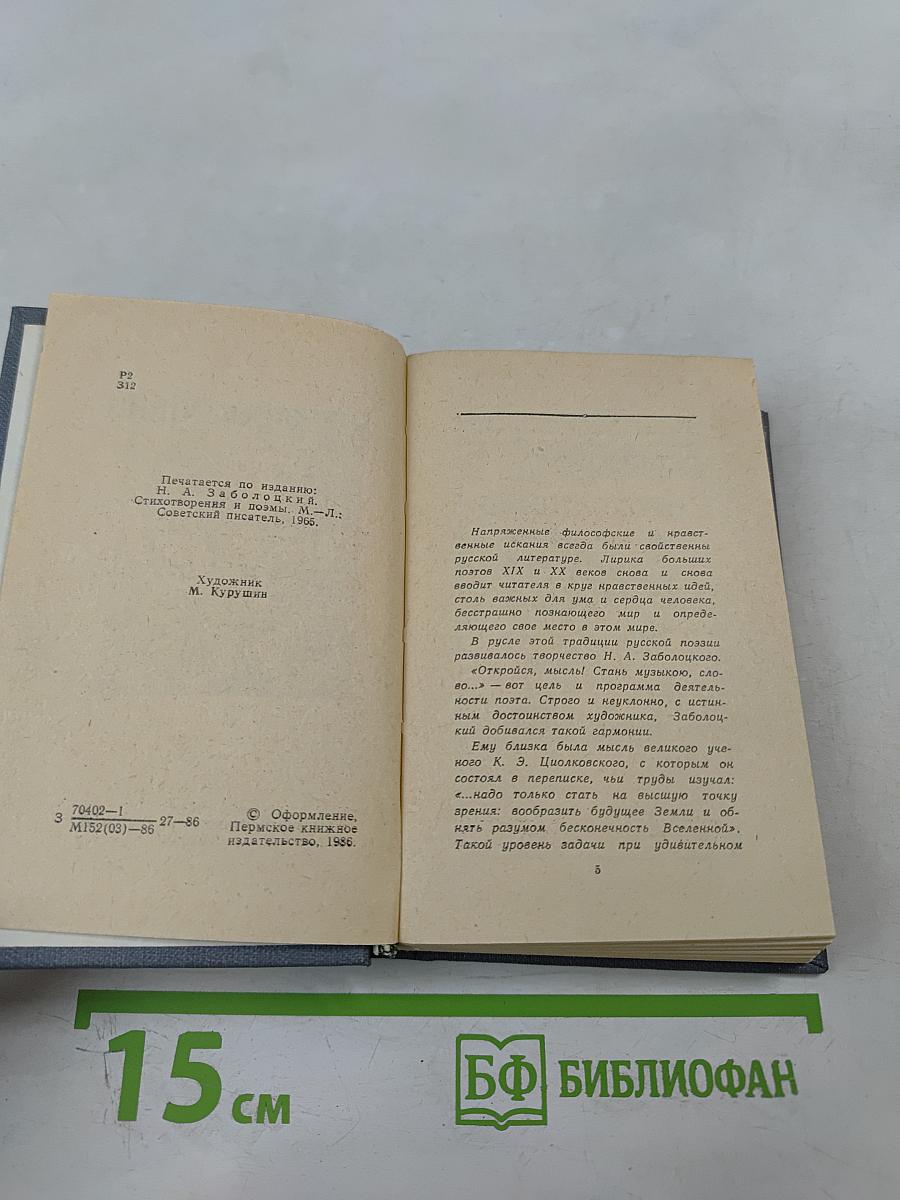 Р2
З12
Печатается по изданию:
Н. А. Заболоцкий.
Стихотворения и поэмы. М.—Л.:
Советский писатель, 1965.
Художник
М. Курушин
З 70402—1
М152(03)—86 27—86
© Оформление,
Пермское книжное
издательство, 1986.
Напряженные философские и нравст-
венные искания всегда были свойственны
русской литературе. Лирика больших
поэтов XIX и XX веков снова и снова
вводит читателя в круг нравственных идей,
столь важных для ума и сердца человека,
бесстрашно познающего мир и опреде-
ляющего свое место в этом мире.
В русле этой традиции русской поэзии
развивалось творчество Н. А. Заболоцкого.
«Откройся, мысль! Стань музыкою, сло-
во...» — вот цель и программа деятель-
ности поэта. Строго и неуклонно, с истин-
ным достоинством художника, Заболоц-
кий добивался такой гармонии.
Ему близка была мысль великого уче-
ного К. Э. Циолковского, с которым он
состоял в переписке, чьи труды изучал:
«...надо только стать на высшую точку
зрения: вообразить будущее Земли и об-
нять разумом бесконечность Вселенной».
Такой уровень задачи при удивительном
5
15 см
БФ БИБЛИОФАН